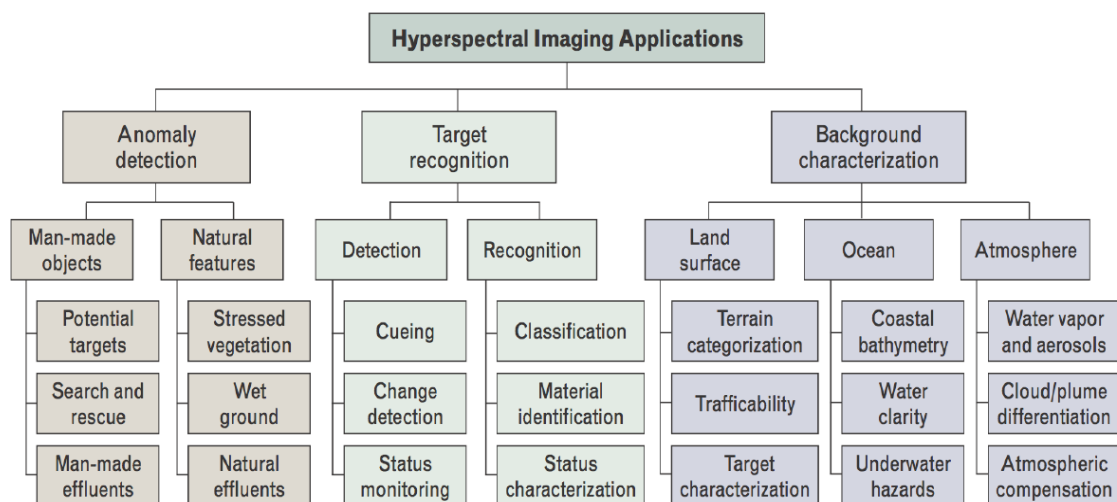 Hyperspectral Imaging Applications
Anomaly
detection
Target
recognition
Background
characterization
Man-made
objects
Natural
features
Detection
Recognition
Land
surface
Ocean
Atmosphere
Potential
targets
Stressed
vegetation
Cueing
Classification
Terrain
categorization
Coastal
bathymetry
Water vapor
and aerosols
Search and
rescue
Wet
ground
Change
detection
Material
identification
Trafficability
Water
clarity
Cloud/plume
differentiation
Man-made
effluents
Natural
effluents
Status
monitoring
Status
characterization
Target
characterization
Underwater
hazards
Atmospheric
compensation